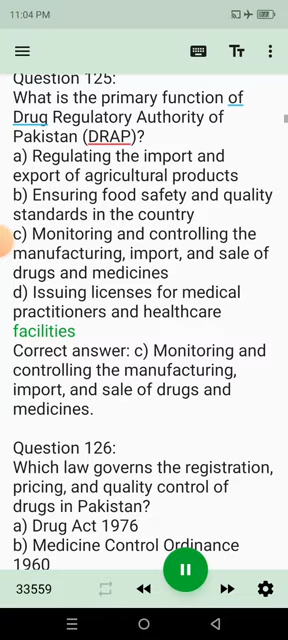 11:04 PM
Question 125:
What is the primary function of
Drug Regulatory Authority of
Pakistan (DRAP)?
a) Regulating the import and
export of agricultural products
b) Ensuring food safety and quality
standards in the country
c) Monitoring and controlling the
manufacturing, import, and sale of
drugs and medicines
d) Issuing licenses for medical
practitioners and healthcare
facilities
Correct answer: c) Monitoring and
controlling the manufacturing,
import, and sale of drugs and
medicines.
Question 126:
Which law governs the registration,
pricing, and quality control of
drugs in Pakistan?
a) Drug Act 1976
b) Medicine Control Ordinance
1960
33559